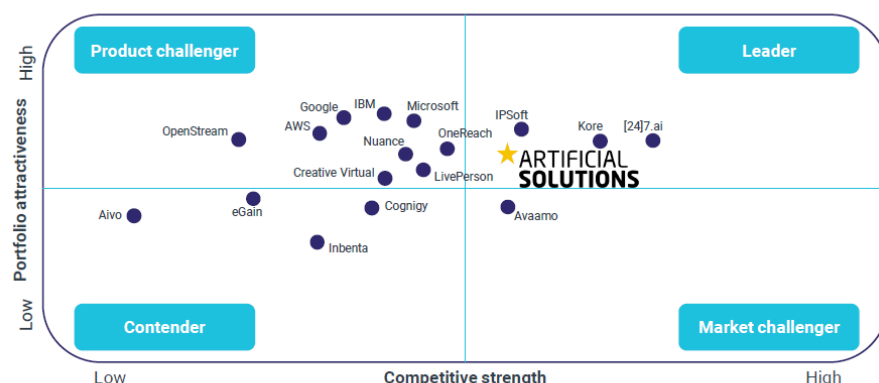 Product challenger
Leader
High
Portfolio attractiveness
Low
Google
IBM
Microsoft
IPSoft
OpenStream
AWS
OneReach
Kore
[24]7.ai
Nuance
ARTIFICIAL
SOLUTIONS
Creative Virtual
LivePerson
Aivo
eGain
Cognigy
Avaamo
Inbenta
Contender
Market challenger
Low
Competitive strength
High